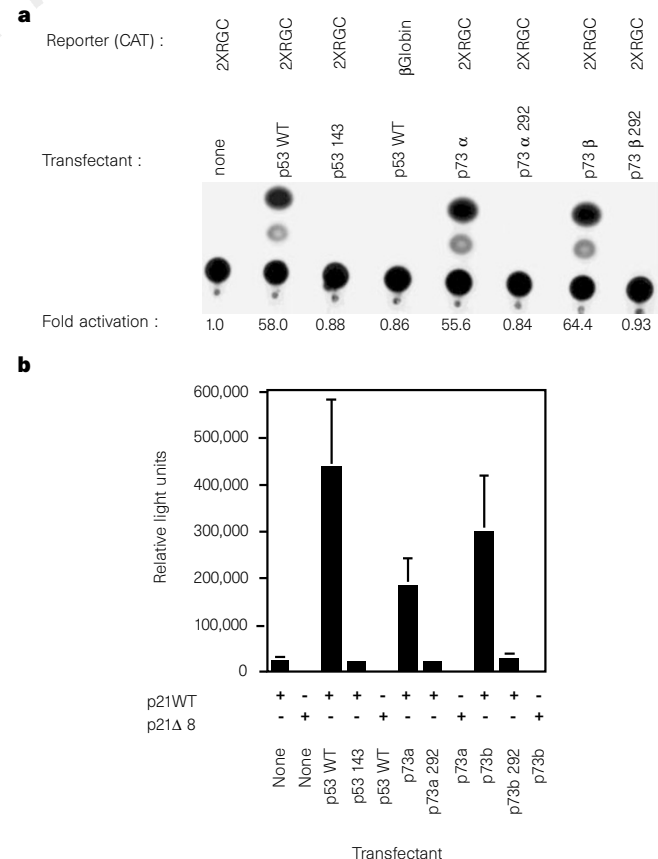 a
Reporter (CAT) : 2XRGC 2XRGC 2XRGC βGlobin 2XRGC 2XRGC 2XRGC 2XRGC
Transfectant : none p53 WT p53 143 p53 WT p73 α p73 α 292 p73 β p73 β 292
Fold activation : 1.0 58.0 0.88 0.86 55.6 0.84 64.4 0.93
b
Relative light units
600,000
500,000
400,000
300,000
200,000
100,000
0
p21WT + - + + - + + - + + -
p21Δ 8 - + - - + - - + - - +
None None p53 WT p53 143 p53 WT p73a p73a 292 p73a p73b p73b 292 p73b
Transfectant